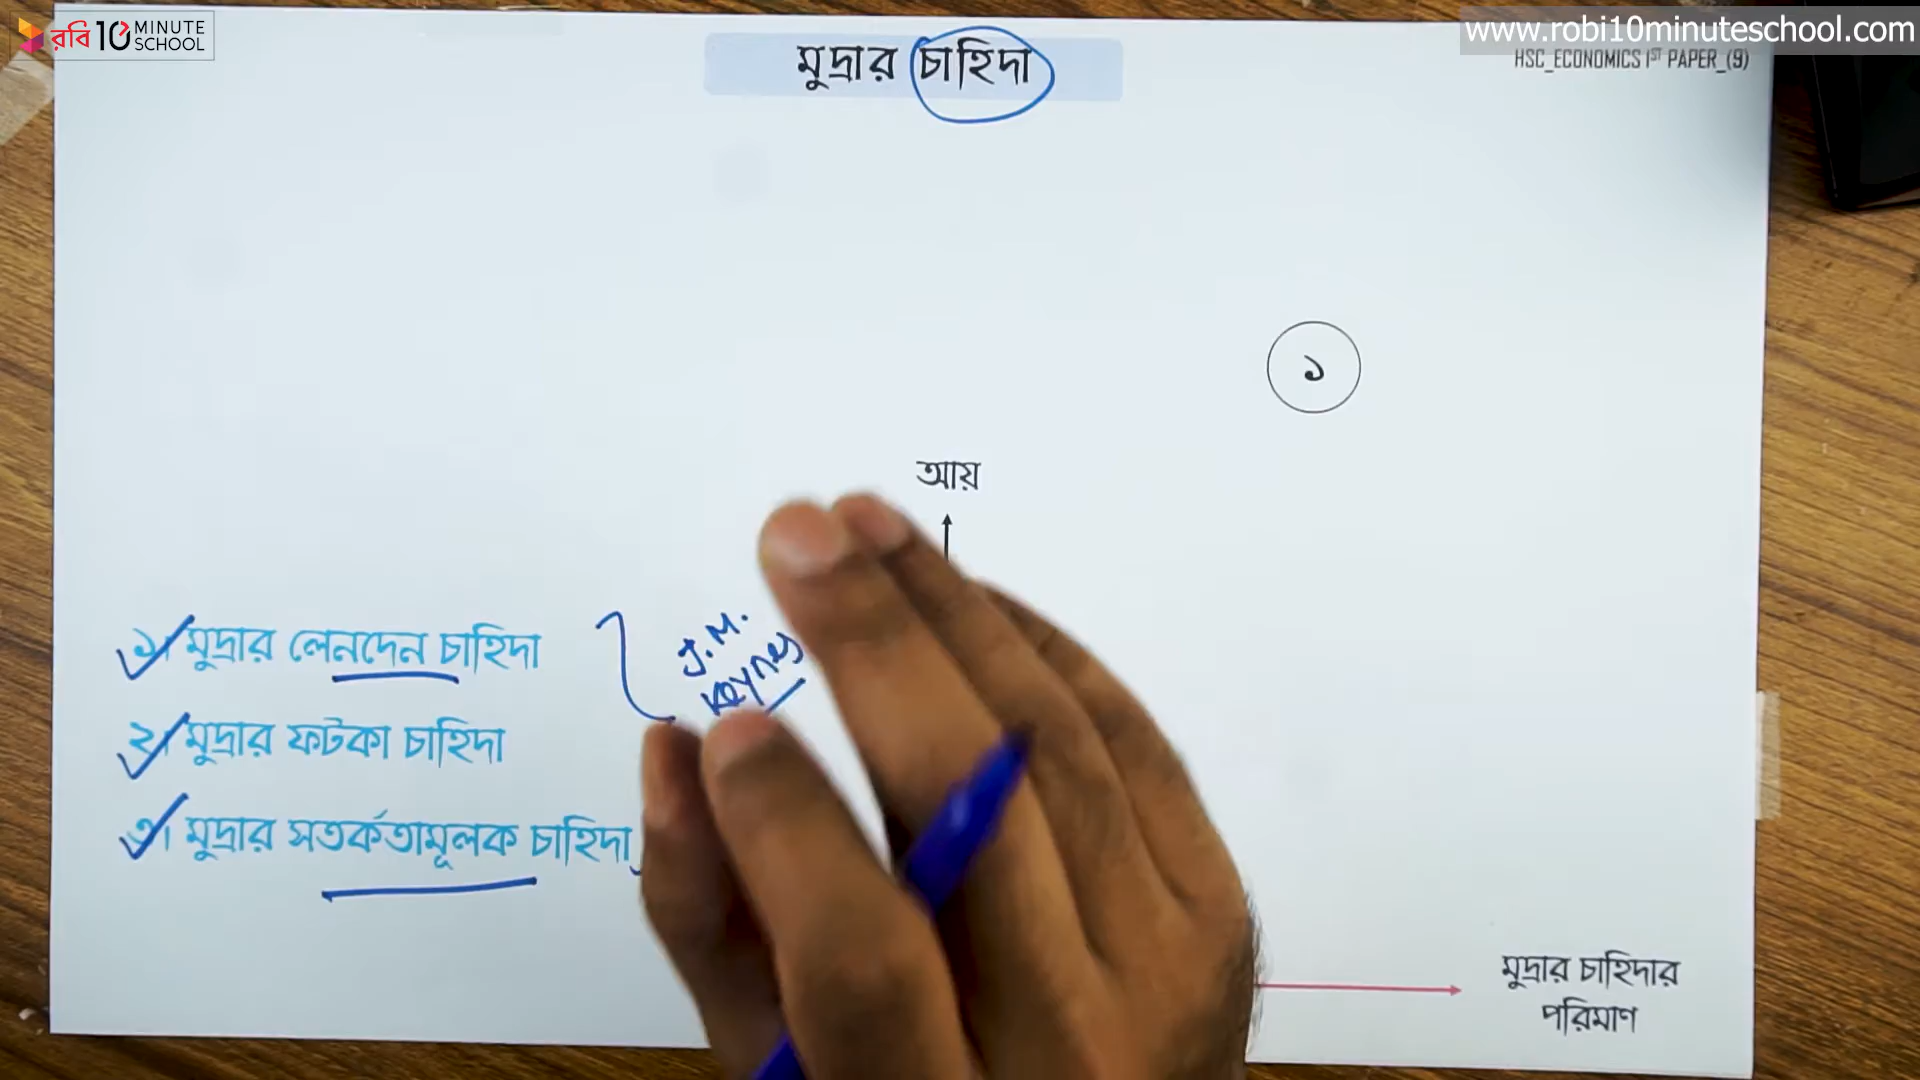 রবি 10 MINUTE SCHOOL
www.robi10minuteschool.com
HSC_ECONOMICS 1ST PAPER_(9)
মুদ্রার চাহিদা
১
আয়
১। মুদ্রার লেনদেন চাহিদা
J. M. Keynes
২। মুদ্রার ফটকা চাহিদা
৩। মুদ্রার সতর্কতামূলক চাহিদা
মুদ্রার চাহিদার
পরিমাণ